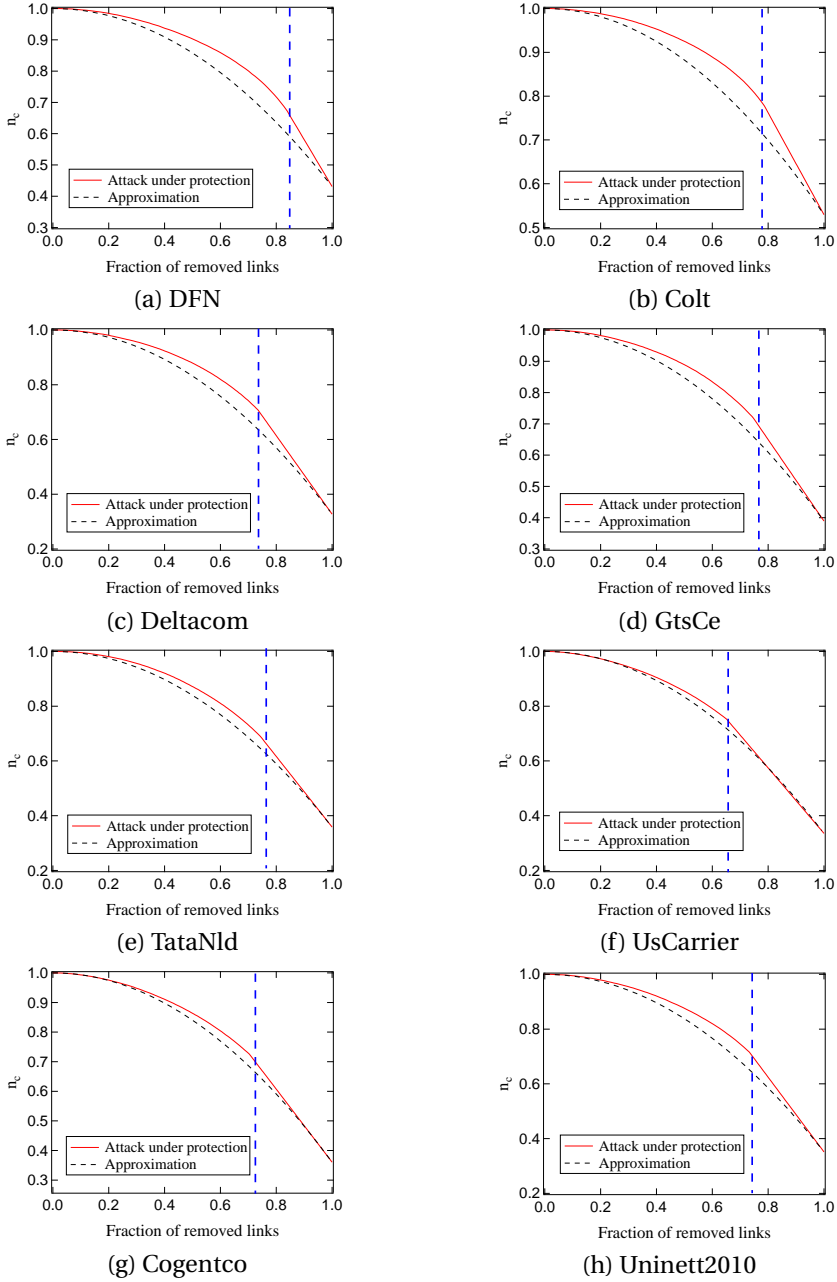 1.0
0.9
0.8
0.7
0.6
0.5
0.4
0.3
n_c
Attack under protection
Approximation
0.0 0.2 0.4 0.6 0.8 1.0
Fraction of removed links
(a) DFN
1.0
0.9
0.8
0.7
0.6
0.5
n_c
Attack under protection
Approximation
0.0 0.2 0.4 0.6 0.8 1.0
Fraction of removed links
(b) Colt
1.0
0.8
0.6
0.4
0.2
n_c
Attack under protection
Approximation
0.0 0.2 0.4 0.6 0.8 1.0
Fraction of removed links
(c) Deltacom
1.0
0.9
0.8
0.7
0.6
0.5
0.4
0.3
n_c
Attack under protection
Approximation
0.0 0.2 0.4 0.6 0.8 1.0
Fraction of removed links
(d) GtsCe
1.0
0.8
0.6
0.4
0.2
n_c
Attack under protection
Approximation
0.0 0.2 0.4 0.6 0.8 1.0
Fraction of removed links
(e) TataNld
1.0
0.8
0.6
0.4
0.2
n_c
Attack under protection
Approximation
0.0 0.2 0.4 0.6 0.8 1.0
Fraction of removed links
(f) UsCarrier
1.0
0.9
0.8
0.7
0.6
0.5
0.4
0.3
n_c
Attack under protection
Approximation
0.0 0.2 0.4 0.6 0.8 1.0
Fraction of removed links
(g) Cogentco
1.0
0.8
0.6
0.4
0.2
n_c
Attack under protection
Approximation
0.0 0.2 0.4 0.6 0.8 1.0
Fraction of removed links
(h) Uninett2010